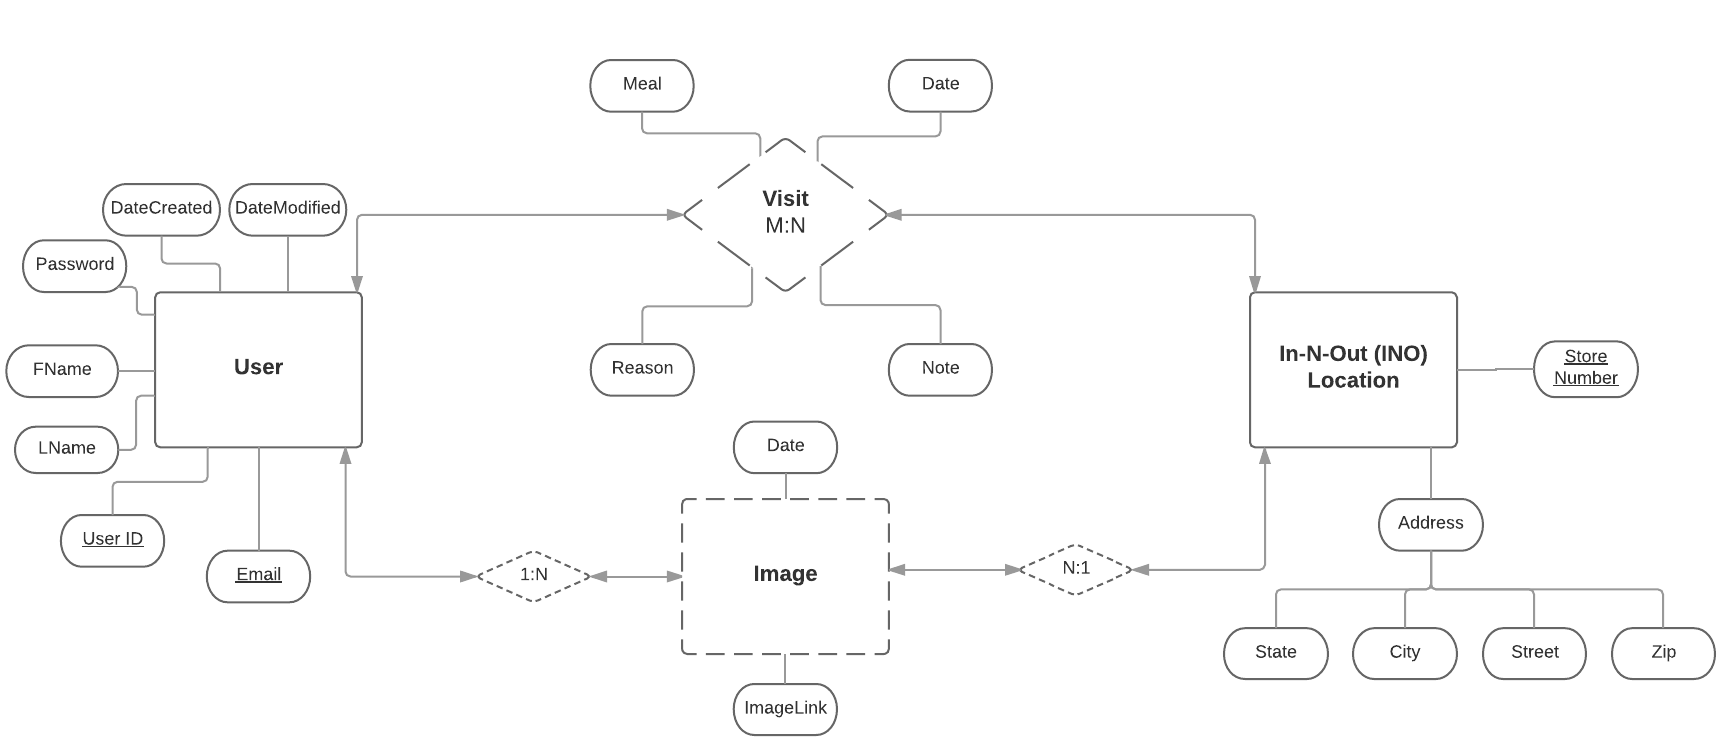 Meal
Date
Visit
M:N
DateCreated
DateModified
Password
FName
User
LName
User ID
Email
Reason
Note
In-N-Out (INO)
Location
Store
Number
Date
Image
1:N
N:1
ImageLink
Address
State
City
Street
Zip